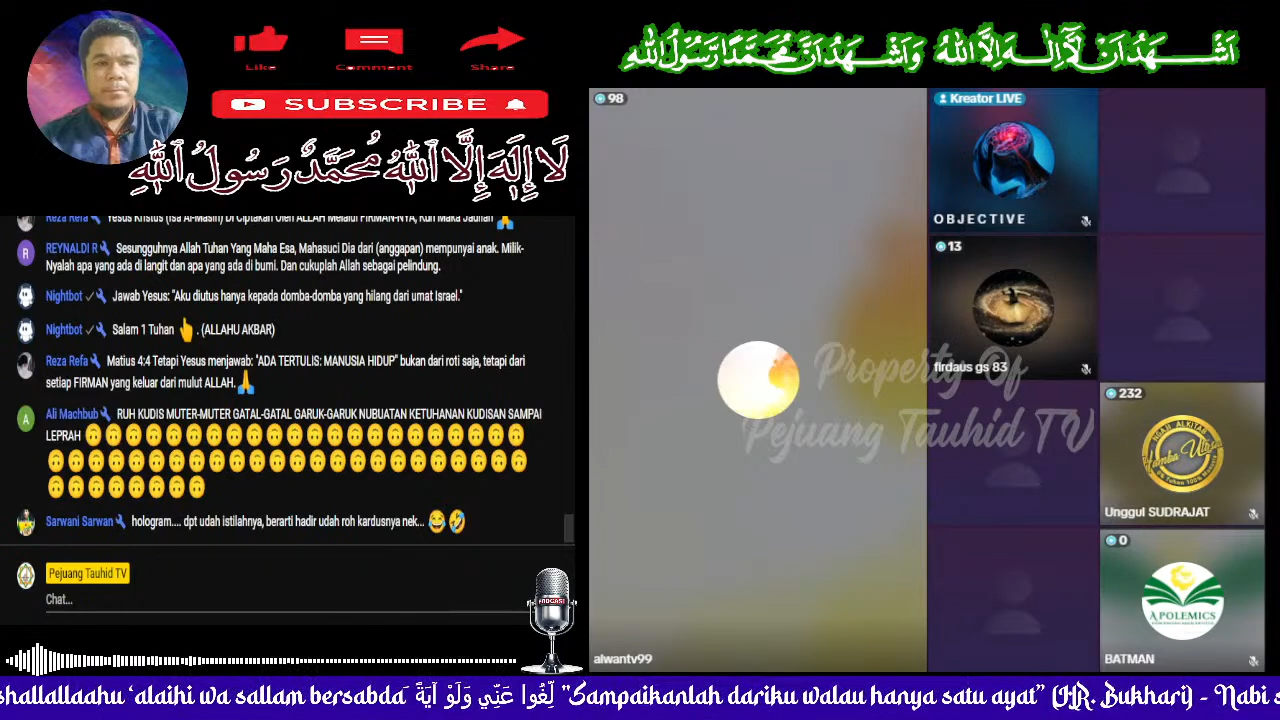 Like
Comment
Share
SUBSCRIBE
لَا إِلَهَ إِلَّا ٱللَّهُ مُحَمَّدٌ رَسُولُ ٱللَّهِ
Reza Refa Yesus Kristus (Isa Al-Masih) Di Ciptakan Oleh ALLAH Melalui FIRMAN-NYA, Kun Maka Jadilah 🙏
REYNALDI R Sesungguhnya Allah Tuhan Yang Maha Esa, Mahasuci Dia dari (anggapan) mempunyai anak. Milik-
Nyalah apa yang ada di langit dan apa yang ada di bumi. Dan cukuplah Allah sebagai pelindung.
Nightbot Jawab Yesus: "Aku diutus hanya kepada domba-domba yang hilang dari umat Israel."
Nightbot Salam 1 Tuhan 👆 . (ALLAHU AKBAR)
Reza Refa Matius 4:4 Tetapi Yesus menjawab: "ADA TERTULIS: MANUSIA HIDUP" bukan dari roti saja, tetapi dari
setiap FIRMAN yang keluar dari mulut ALLAH. 🙏
Ali Machbub RUH KUDIS MUTER-MUTER GATAL-GATAL GARUK-GARUK NUBUATAN KETUHANAN KUDISAN SAMPAI
LEPRAH
Sarwani Sarwan hologram.... dpt udah istilahnya, berarti hadir udah roh kardusnya nek... 😂🤣
Pejuang Tauhid TV
Chat...
PODCAST
اَشْهَدُ اَنْ لَآ اِلٰهَ اِلَّا اللهُ وَاَشْهَدُ اَنَّ مُحَمَّدًا رَسُوْلُ اللهِ
98
alwantv99
Kreator LIVE
OBJECTIVE
13
firdaus gs 83
Property Of
Pejuang Tauhid TV
232
NGAJI ALKITAB
Unggul SUDRAJAT
0
APOLEMICS
BATMAN
shallallaahu ‘alaihi wa sallam bersabda لِّغُوا عَنِّي وَلَوْ آيَةً "Sampaikanlah dariku walau hanya satu ayat” (HR. Bukhari) - Nabi s